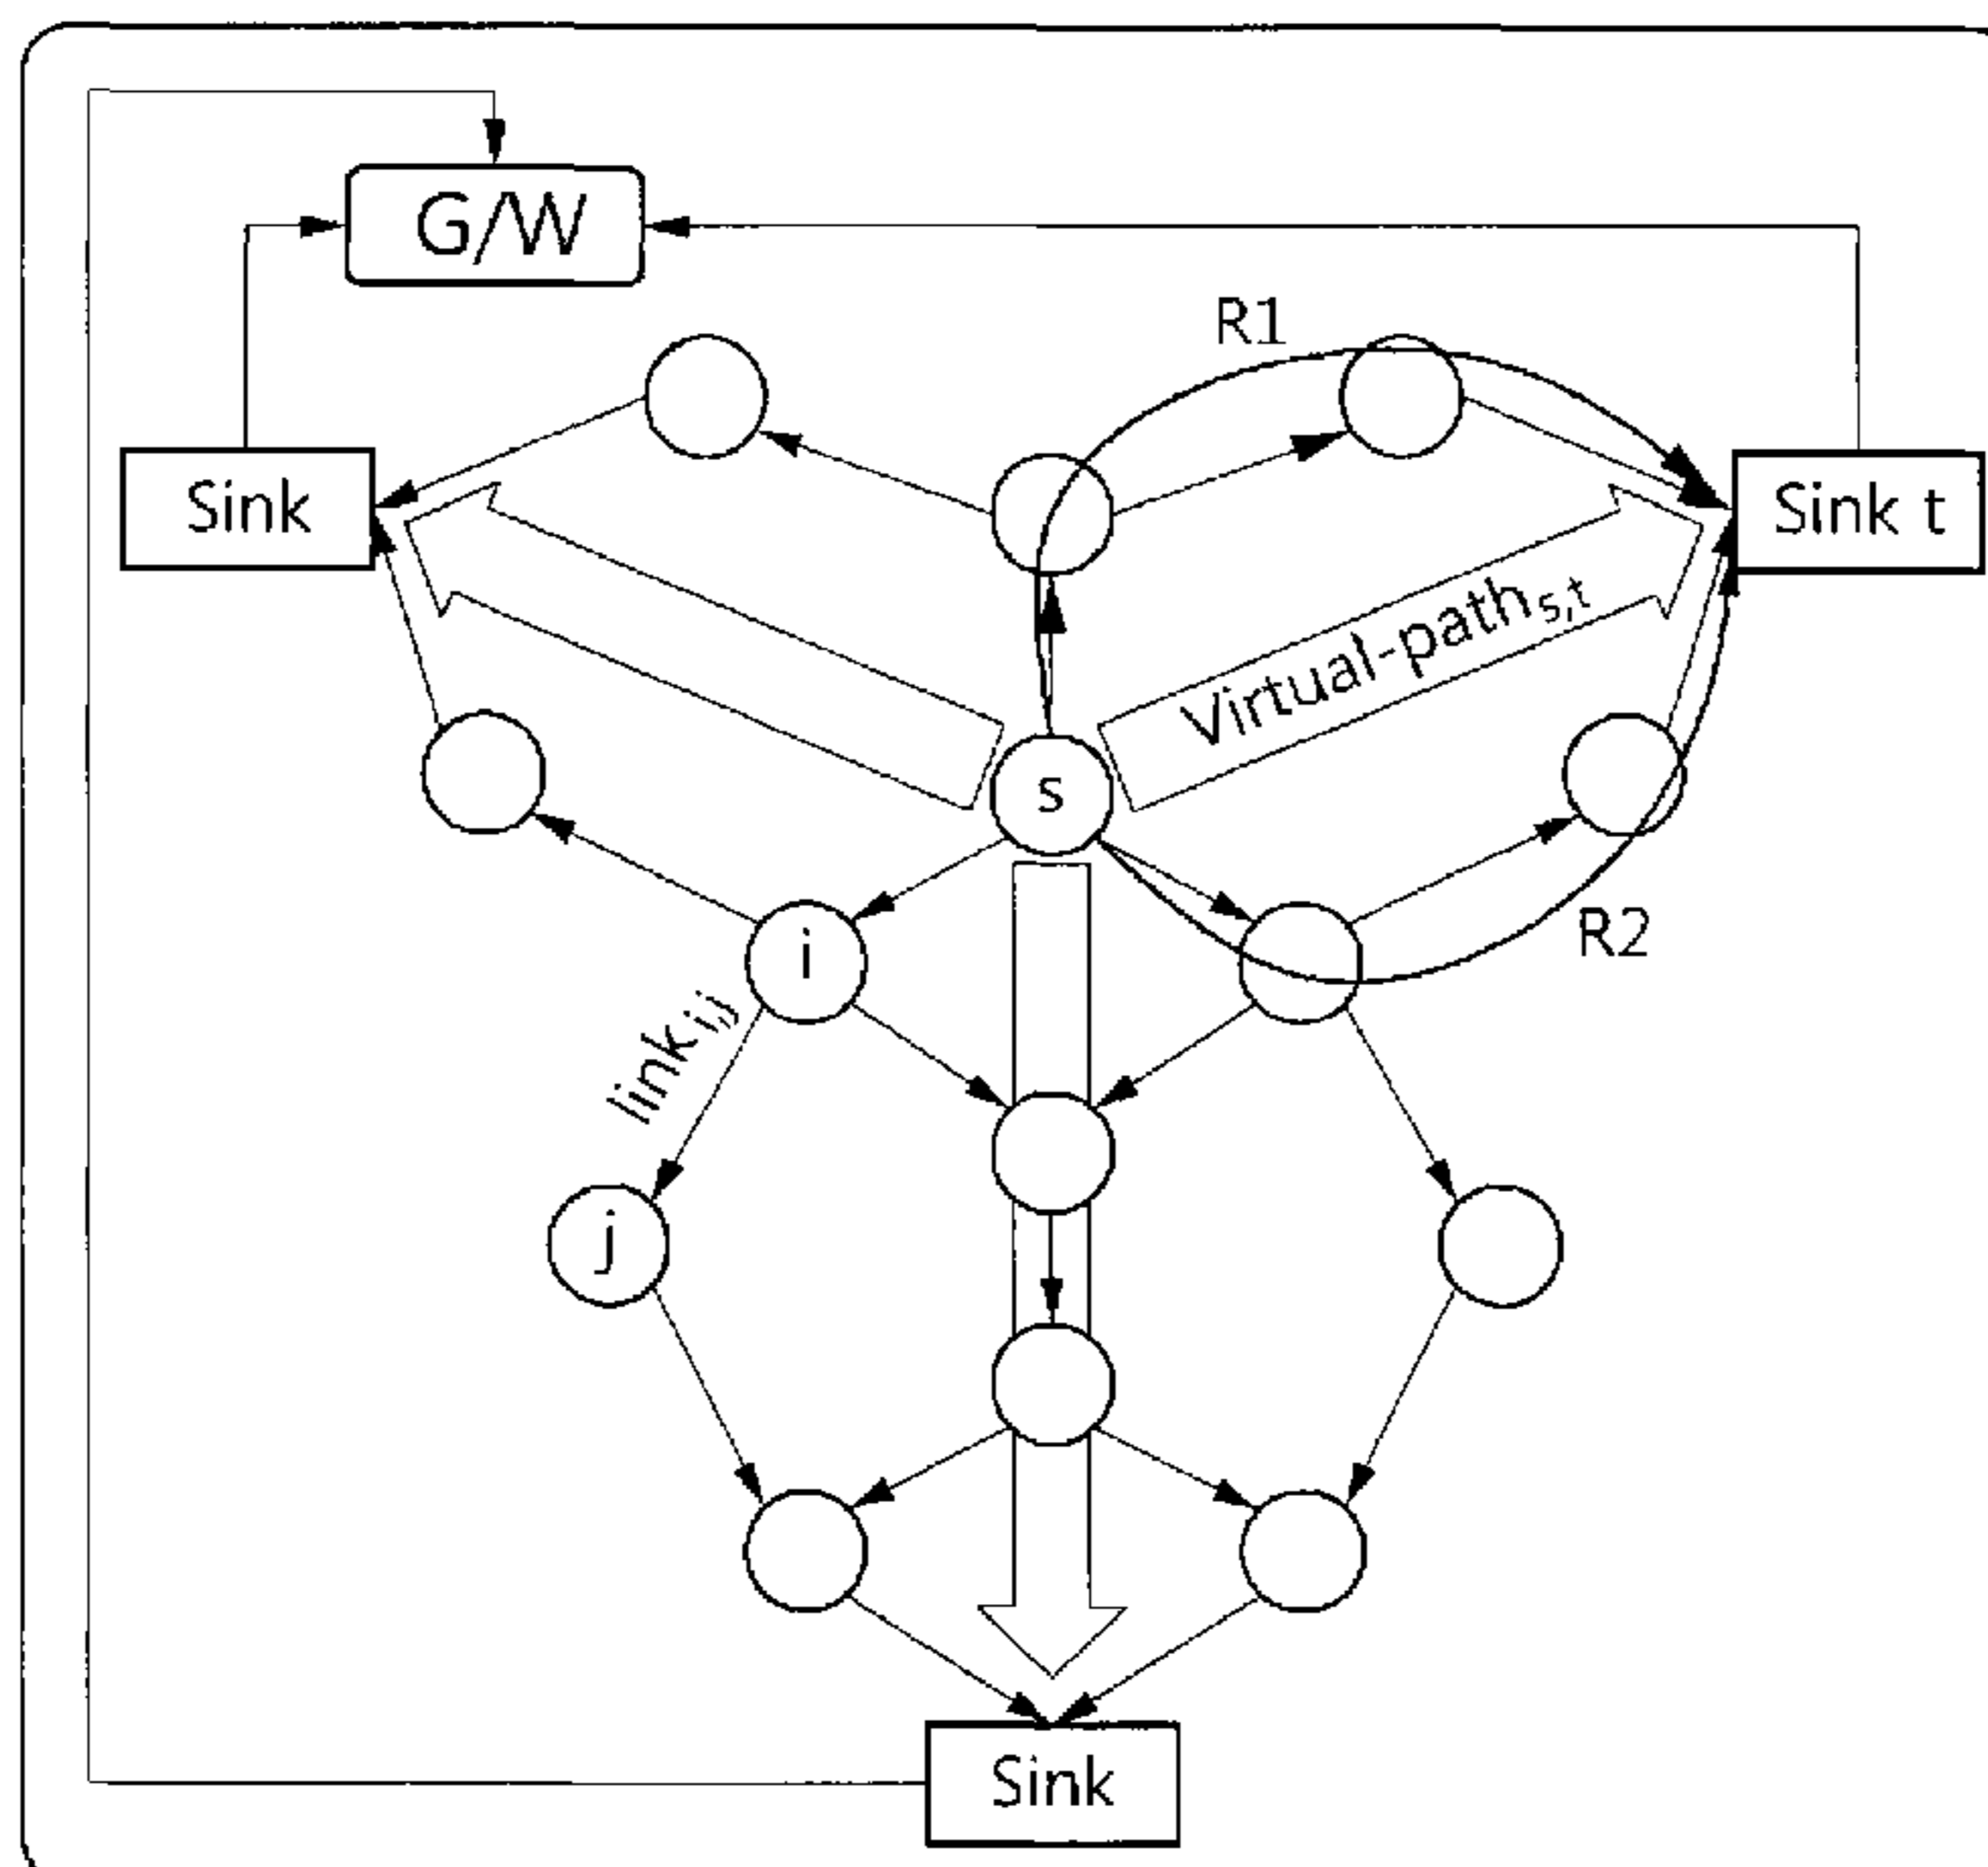 G/W
R1
Sink
Sink t
Virtual-path s,t
s
R2
i
link i,j
j
Sink